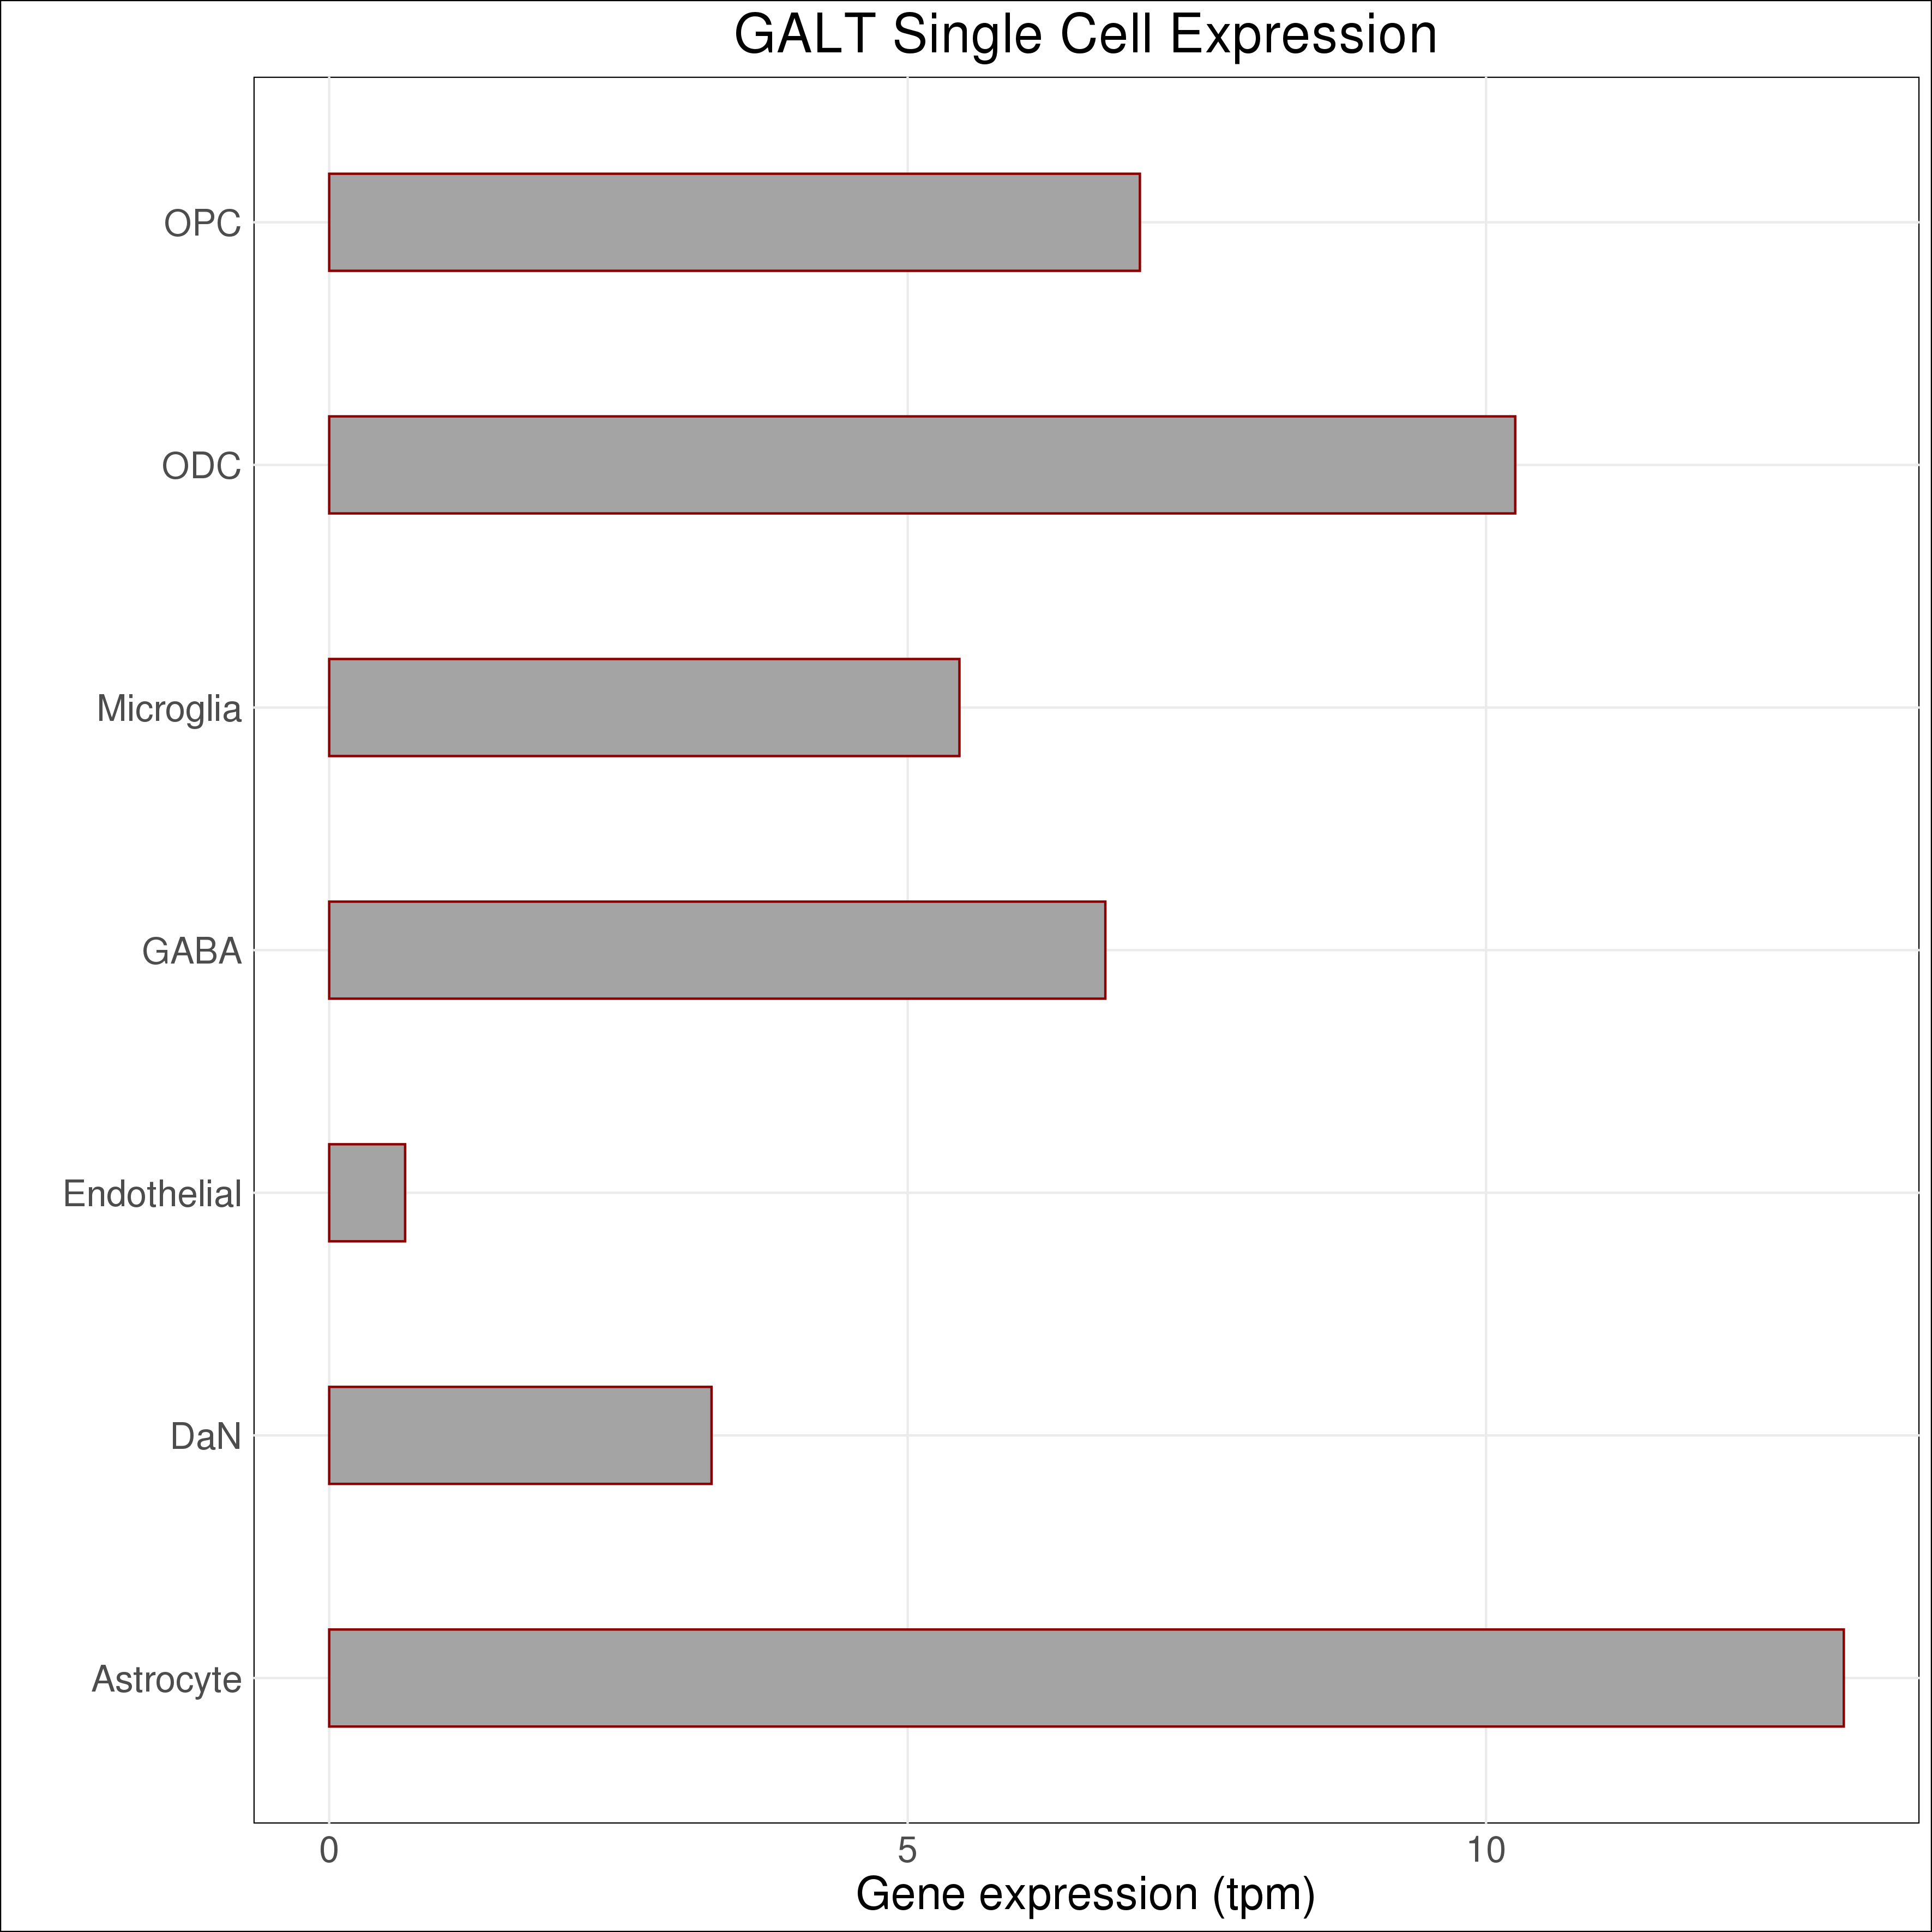 GALT Single Cell Expression
OPC
ODC
Microglia
GABA
Endothelial
DaN
Astrocyte
0 5 10
Gene expression (tpm)